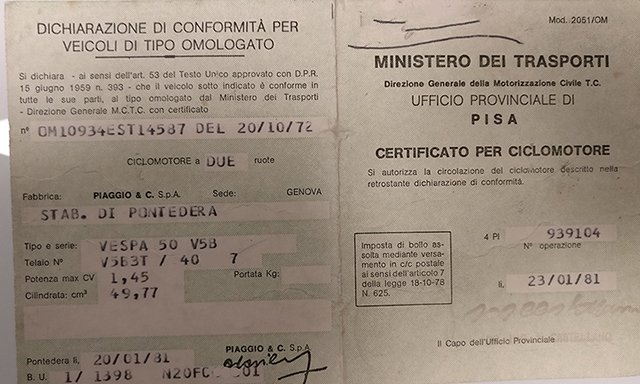 DICHIARAZIONE DI CONFORMITÀ PER
VEICOLI DI TIPO OMOLOGATO
Si dichiara - ai sensi dell'art. 53 del Testo Unico approvato con D.P.R.
15 giugno 1959 n. 393 - che il veicolo sotto indicato è conforme in
tutte le sue parti, al tipo omologato dal Ministero dei Trasporti
- Direzione Generale M.C.T.C. con certificato
n° OM10934EST14587 DEL 20/10/72
CICLOMOTORE a DUE ruote
Fabbrica: PIAGGIO & C. S.p.A. Sede: GENOVA
STAB. DI PONTEDERA
Tipo e serie: VESPA 50 V5B
Telaio N° V5B3T / 40 7
Potenza max CV 1,45 Portata Kg:
Cilindrata: cm³ 49,77
PIAGGIO & C. S.p.A
Pontedera lì, 20/01/81
B. U. 1/ 1398
Mod. 2051/OM
MINISTERO DEI TRASPORTI
Direzione Generale della Motorizzazione Civile T.C.
UFFICIO PROVINCIALE DI
PISA
CERTIFICATO PER CICLOMOTORE
Si autorizza la circolazione del ciclomotore descritto nella
retrostante dichiarazione di conformità.
Imposta di bollo as-
solta mediante versa-
mento in c/c postale
ai sensi dell'articolo 7
della legge 18-10-78
N. 625.
4 PI 939104
N° operazione
lì, 23/01/81
Il Capo dell'Ufficio Provinciale